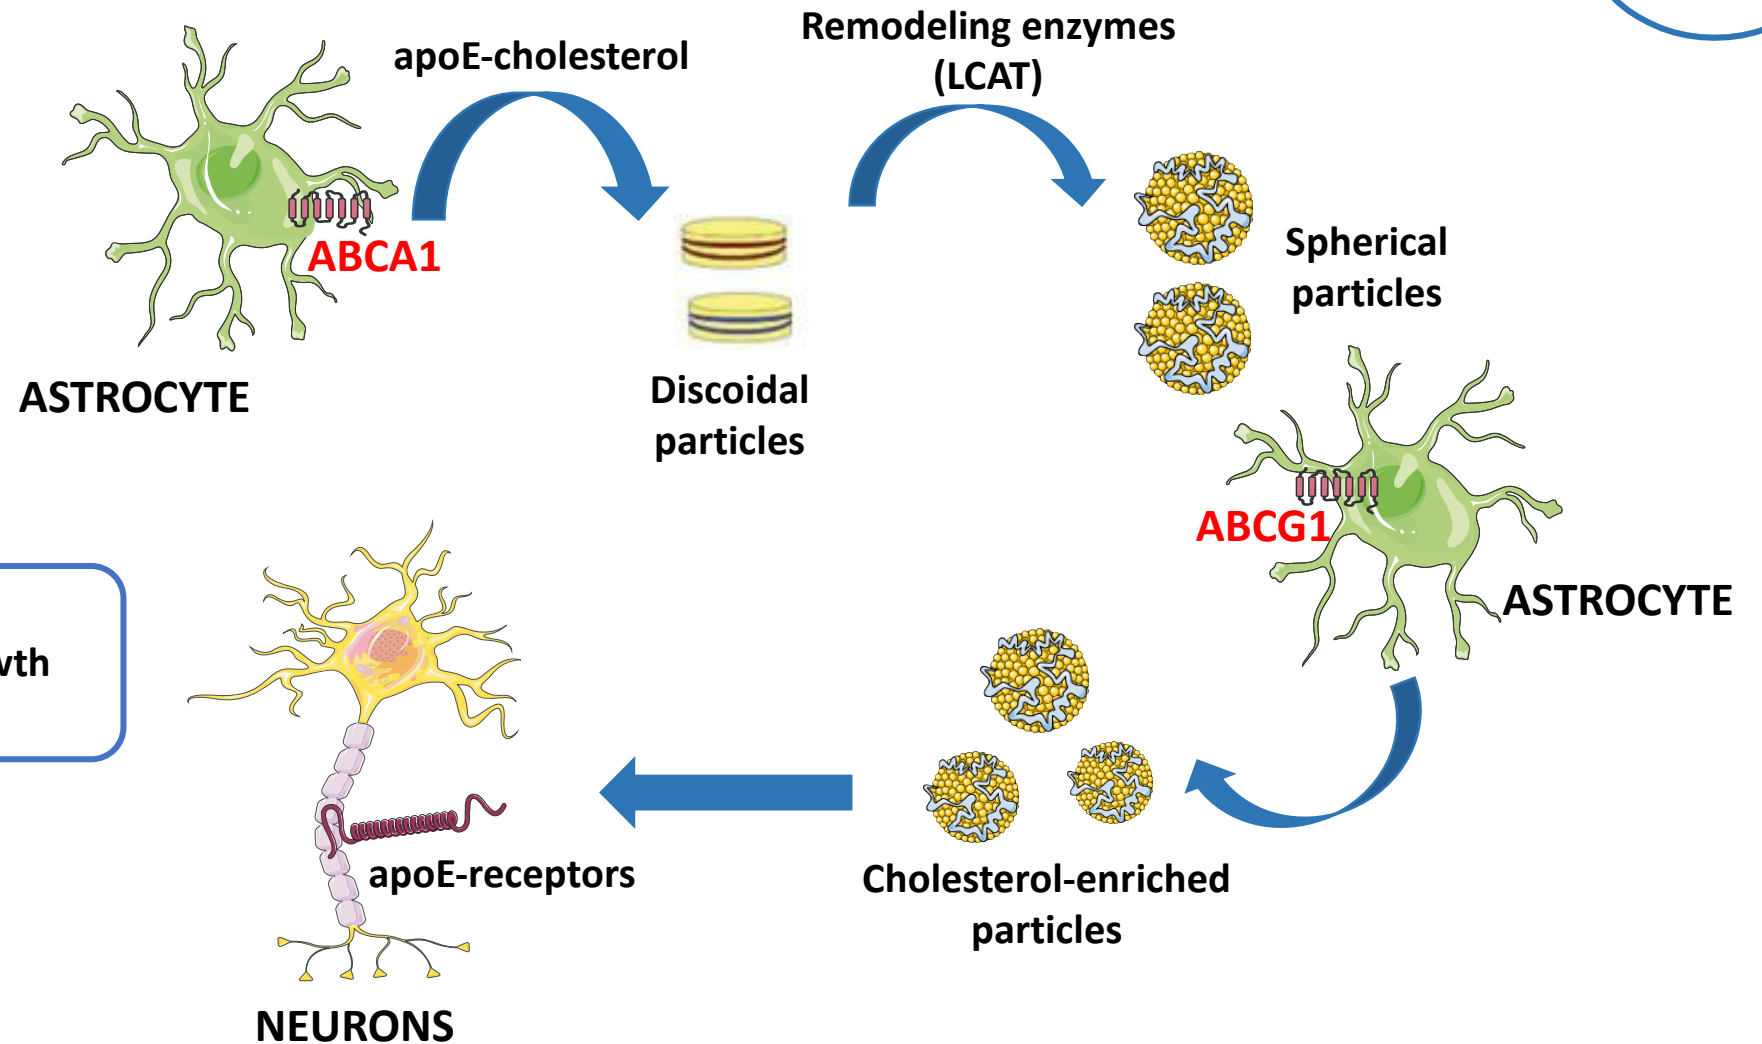 apoE-cholesterol
Remodeling enzymes
(LCAT)
ABCA1
ASTROCYTE
Discoidal
particles
Spherical
particles
ABCG1
ASTROCYTE
Cholesterol-enriched
particles
apoE-receptors
NEURONS